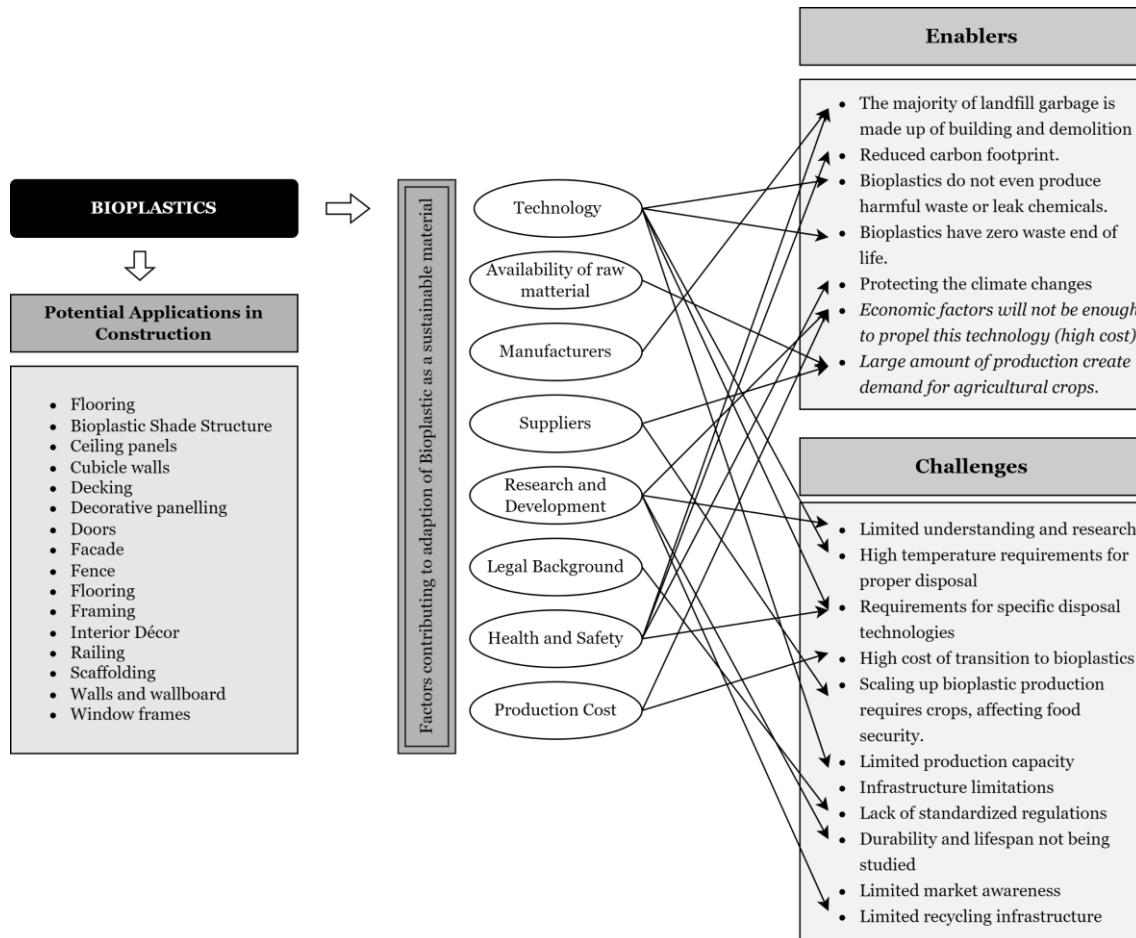 BIOPLASTICS
Potential Applications in
Construction
• Flooring
• Bioplastic Shade Structure
• Ceiling panels
• Cubicle walls
• Decking
• Decorative panelling
• Doors
• Facade
• Fence
• Flooring
• Framing
• Interior Décor
• Railing
• Scaffolding
• Walls and wallboard
• Window frames
Factors contributing to adaption of Bioplastic as a sustainable material
Technology
Availability of raw
matterial
Manufacturers
Suppliers
Research and
Development
Legal Background
Health and Safety
Production Cost
Enablers
• The majority of landfill garbage is
made up of building and demolition
• Reduced carbon footprint.
• Bioplastics do not even produce
harmful waste or leak chemicals.
• Bioplastics have zero waste end of
life.
• Protecting the climate changes
• Economic factors will not be enough
to propel this technology (high cost)
• Large amount of production create
demand for agricultural crops.
Challenges
• Limited understanding and research
• High temperature requirements for
proper disposal
• Requirements for specific disposal
technologies
• High cost of transition to bioplastics
• Scaling up bioplastic production
requires crops, affecting food
security.
• Limited production capacity
• Infrastructure limitations
• Lack of standardized regulations
• Durability and lifespan not being
studied
• Limited market awareness
• Limited recycling infrastructure